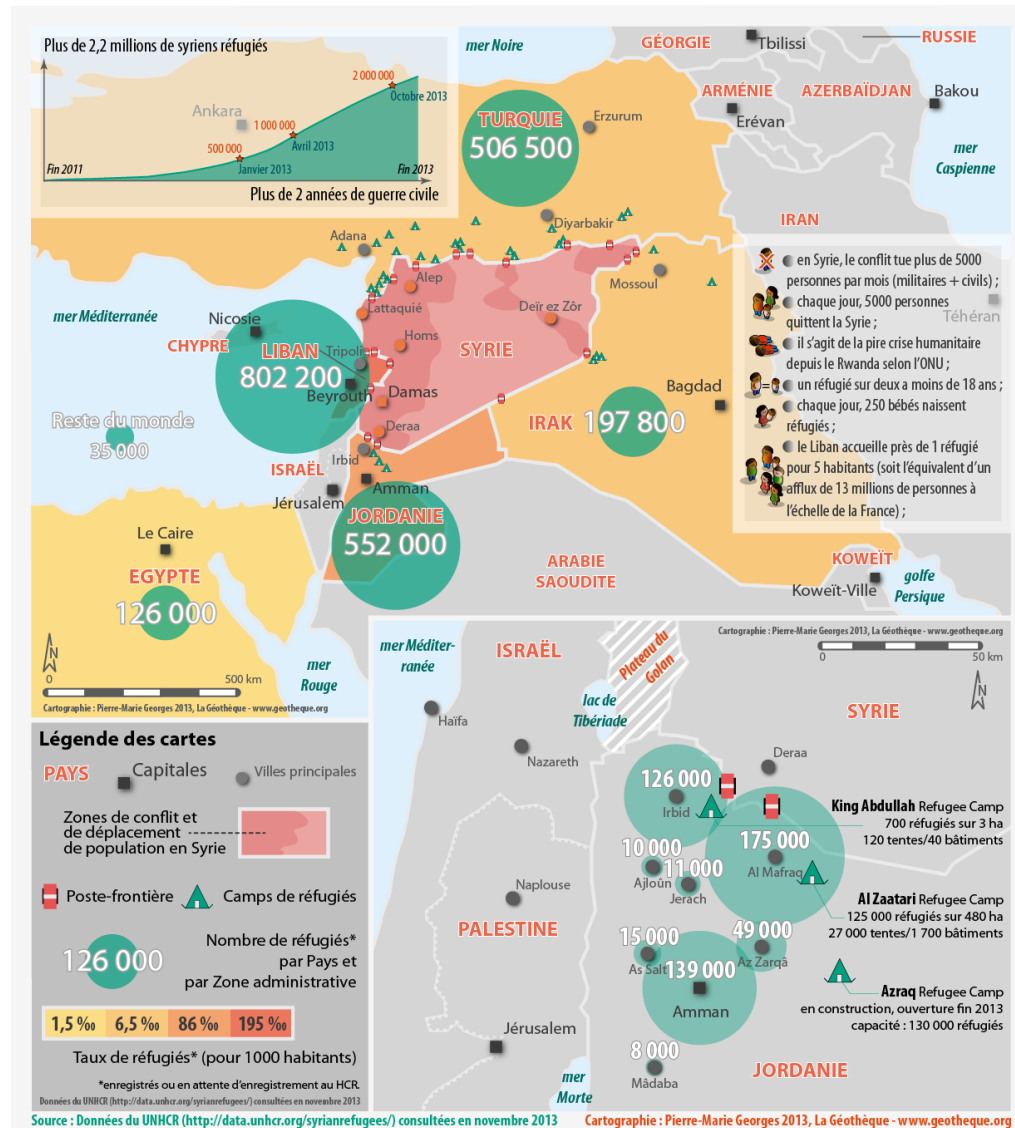 Plus de 2,2 millions de syriens réfugiés
2 000 000
Octobre 2013
1 000 000
Avril 2013
500 000
Janvier 2013
Fin 2011
Fin 2013
Plus de 2 années de guerre civile
Ankara
mer Noire
GÉORGIE
Tbilissi
RUSSIE
ARMÉNIE
AZERBAÏDJAN
Bakou
Erévan
mer
Caspienne
TURQUIE
506 500
Erzurum
Diyarbakir
Adana
IRAN
Alep
Mossoul
Lattaquié
Deïr ez Zôr
mer Méditerranée
Nicosie
CHYPRE
Homs
SYRIE
Téhéran
LIBAN
802 200
Tripoli
Beyrouth
Damas
Bagdad
IRAK
197 800
Deraa
Reste du monde
35 000
Irbid
ISRAËL
Amman
Jérusalem
JORDANIE
552 000
en Syrie, le conflit tue plus de 5000
personnes par mois (militaires + civils) ;
chaque jour, 5000 personnes
quittent la Syrie ;
il s’agit de la pire crise humanitaire
depuis le Rwanda selon l’ONU ;
=
un réfugié sur deux a moins de 18 ans ;
chaque jour, 250 bébés naissent
réfugiés ;
le Liban accueille près de 1 réfugié
pour 5 habitants (soit l’équivalent d’un
afflux de 13 millions de personnes à
l’échelle de la France) ;
Le Caire
EGYPTE
126 000
ARABIE
SAOUDITE
KOWEÏT
Koweït-Ville
golfe
Persique
mer
Rouge
N
0
500 km
Cartographie : Pierre-Marie Georges 2013, La Géothèque - www.geotheque.org
Légende des cartes
PAYS
Capitales
Villes principales
Zones de conflit et
de déplacement
de population en Syrie
Poste-frontière
Camps de réfugiés
126 000
Nombre de réfugiés*
par Pays et
par Zone administrative
1,5 ‰
6,5 ‰
86 ‰
195 ‰
Taux de réfugiés* (pour 1000 habitants)
*enregistrés ou en attente d’enregistrement au HCR.
Données du UNHCR (http://data.unhcr.org/syrianrefugees/) consultées en novembre 2013
Cartographie : Pierre-Marie Georges 2013, La Géothèque - www.geotheque.org
0
50 km
N
mer Méditer-
ranée
ISRAËL
Plateau du
Golan
lac de
Tibériade
SYRIE
Haïfa
Nazareth
Deraa
126 000
Irbid
King Abdullah Refugee Camp
700 réfugiés sur 3 ha
120 tentes/40 bâtiments
175 000
Al Mafraq
10 000
Ajloûn
11 000
Jerach
Naplouse
Al Zaatari Refugee Camp
125 000 réfugiés sur 480 ha
27 000 tentes/1 700 bâtiments
PALESTINE
15 000
As Salt
49 000
Az Zarqâ
139 000
Amman
Azraq Refugee Camp
en construction, ouverture fin 2013
capacité : 130 000 réfugiés
Jérusalem
8 000
Mâdaba
mer
Morte
JORDANIE
Source : Données du UNHCR (http://data.unhcr.org/syrianrefugees/) consultées en novembre 2013
Cartographie : Pierre-Marie Georges 2013, La Géothèque - www.geotheque.org